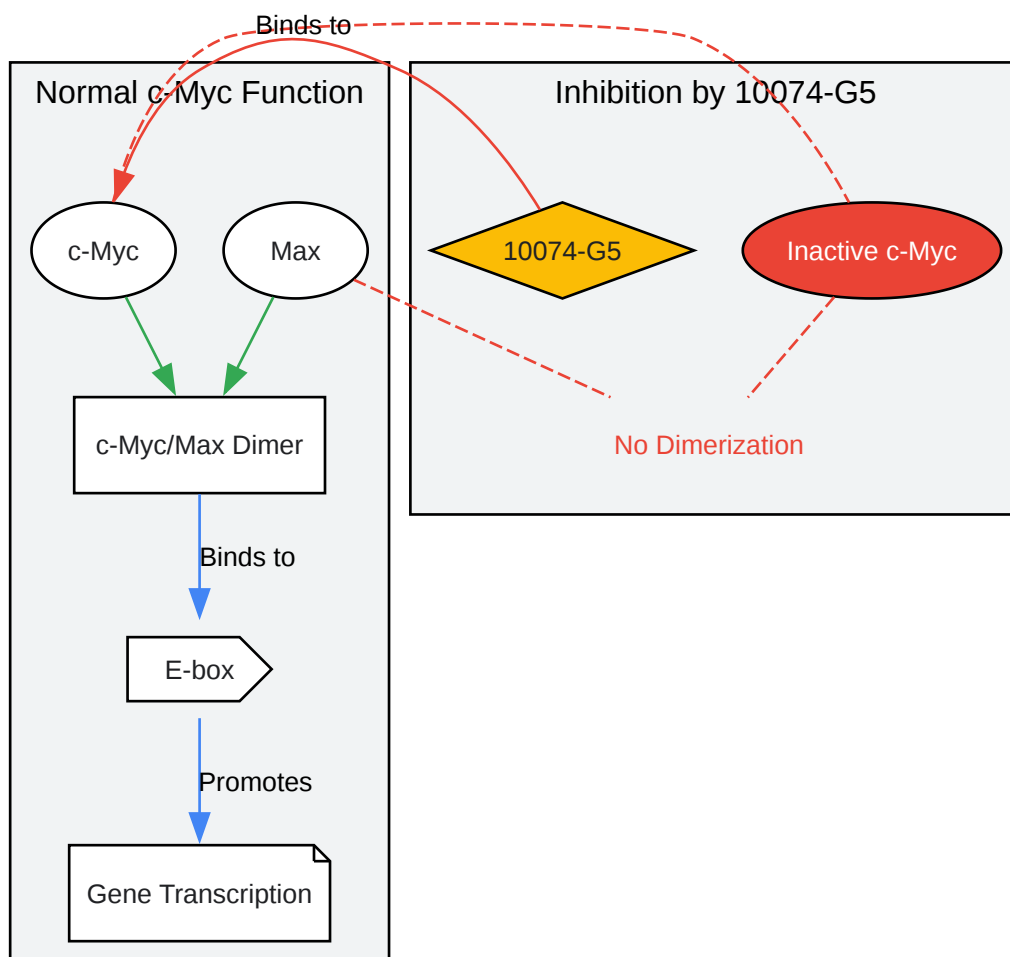 Binds to
Normal c-Myc Function
Inhibition by 10074-G5
c-Myc
Max
10074-G5
Inactive c-Myc
c-Myc/Max Dimer
No Dimerization
Binds to
E-box
Promotes
Gene Transcription